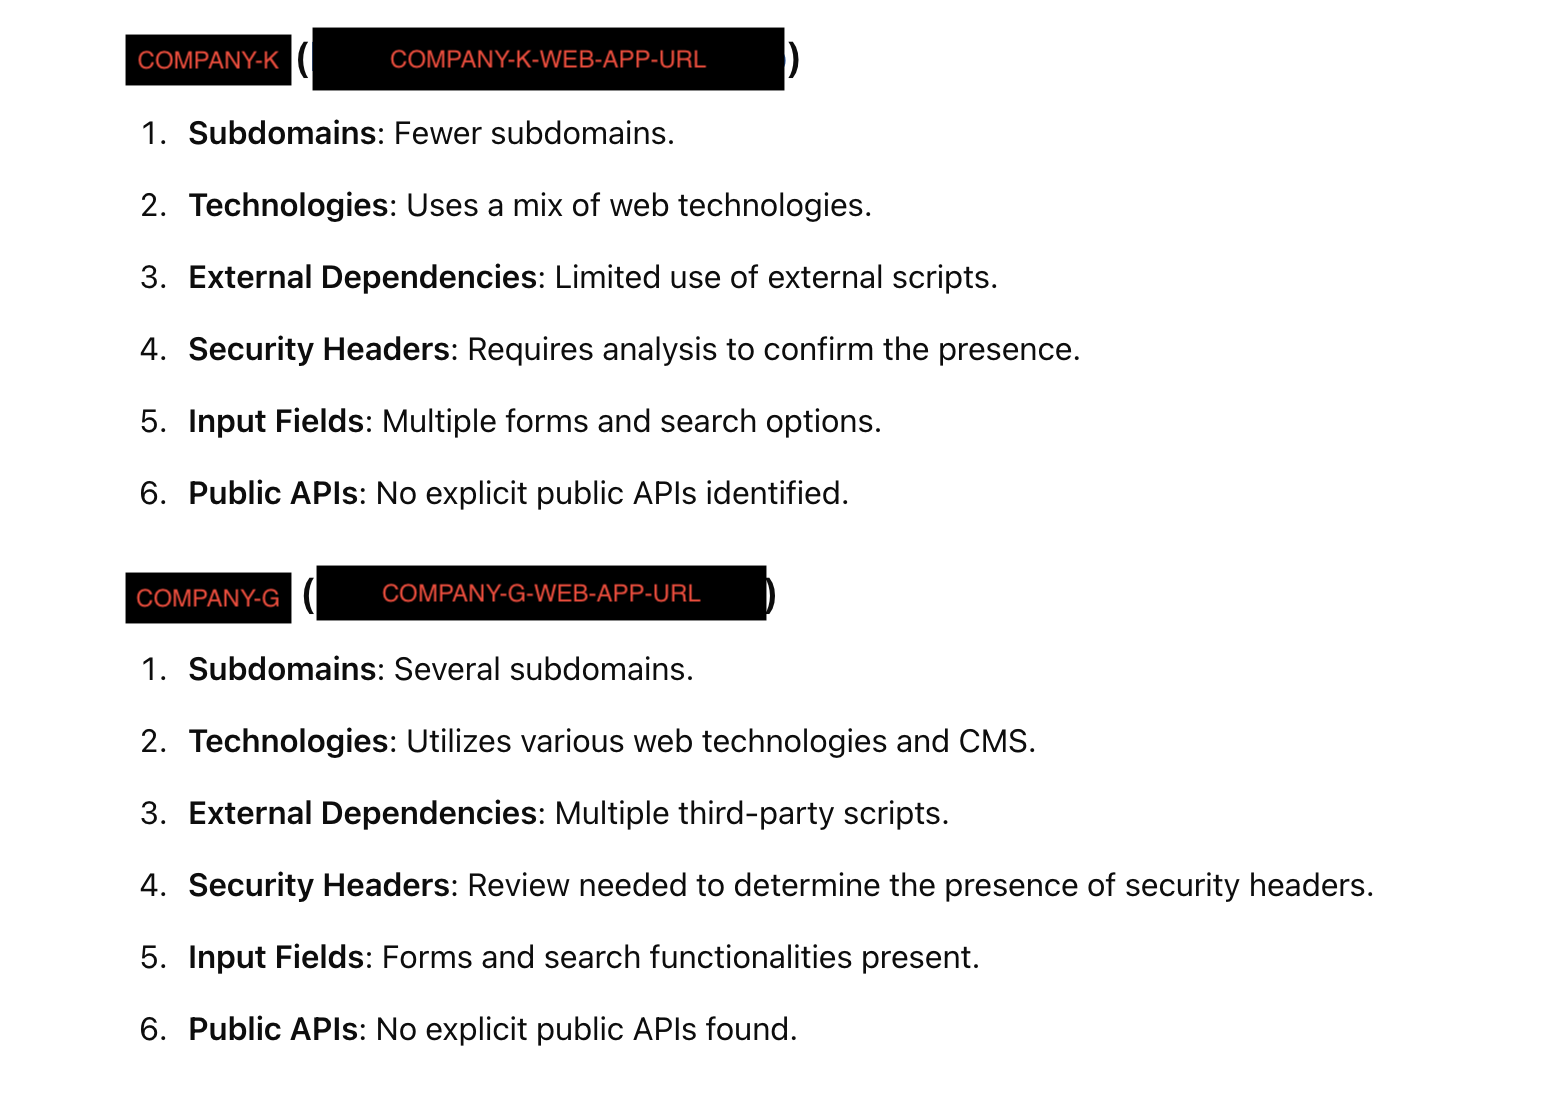 COMPANY-K (COMPANY-K-WEB-APP-URL)
1. Subdomains: Fewer subdomains.
2. Technologies: Uses a mix of web technologies.
3. External Dependencies: Limited use of external scripts.
4. Security Headers: Requires analysis to confirm the presence.
5. Input Fields: Multiple forms and search options.
6. Public APIs: No explicit public APIs identified.
COMPANY-G (COMPANY-G-WEB-APP-URL)
1. Subdomains: Several subdomains.
2. Technologies: Utilizes various web technologies and CMS.
3. External Dependencies: Multiple third-party scripts.
4. Security Headers: Review needed to determine the presence of security headers.
5. Input Fields: Forms and search functionalities present.
6. Public APIs: No explicit public APIs found.